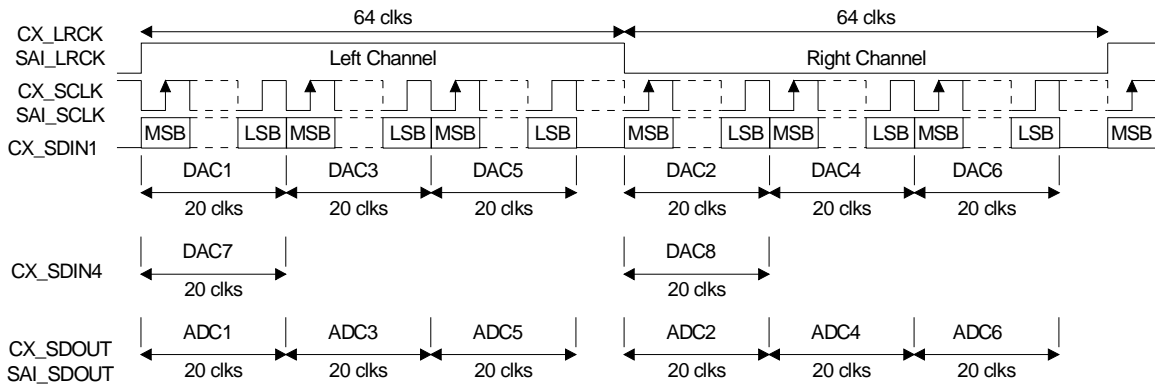 64 clks 64 clks
CX_LRCK
SAI_LRCK Left Channel Right Channel
CX_SCLK
SAI_SCLK
CX_SDIN1 MSB LSB MSB LSB MSB LSB MSB LSB MSB LSB MSB LSB MSB
DAC1 DAC3 DAC5 DAC2 DAC4 DAC6
20 clks 20 clks 20 clks 20 clks 20 clks 20 clks
DAC7 DAC8
CX_SDIN4
20 clks 20 clks
ADC1 ADC3 ADC5 ADC2 ADC4 ADC6
CX_SDOUT
SAI_SDOUT 20 clks 20 clks 20 clks 20 clks 20 clks 20 clks